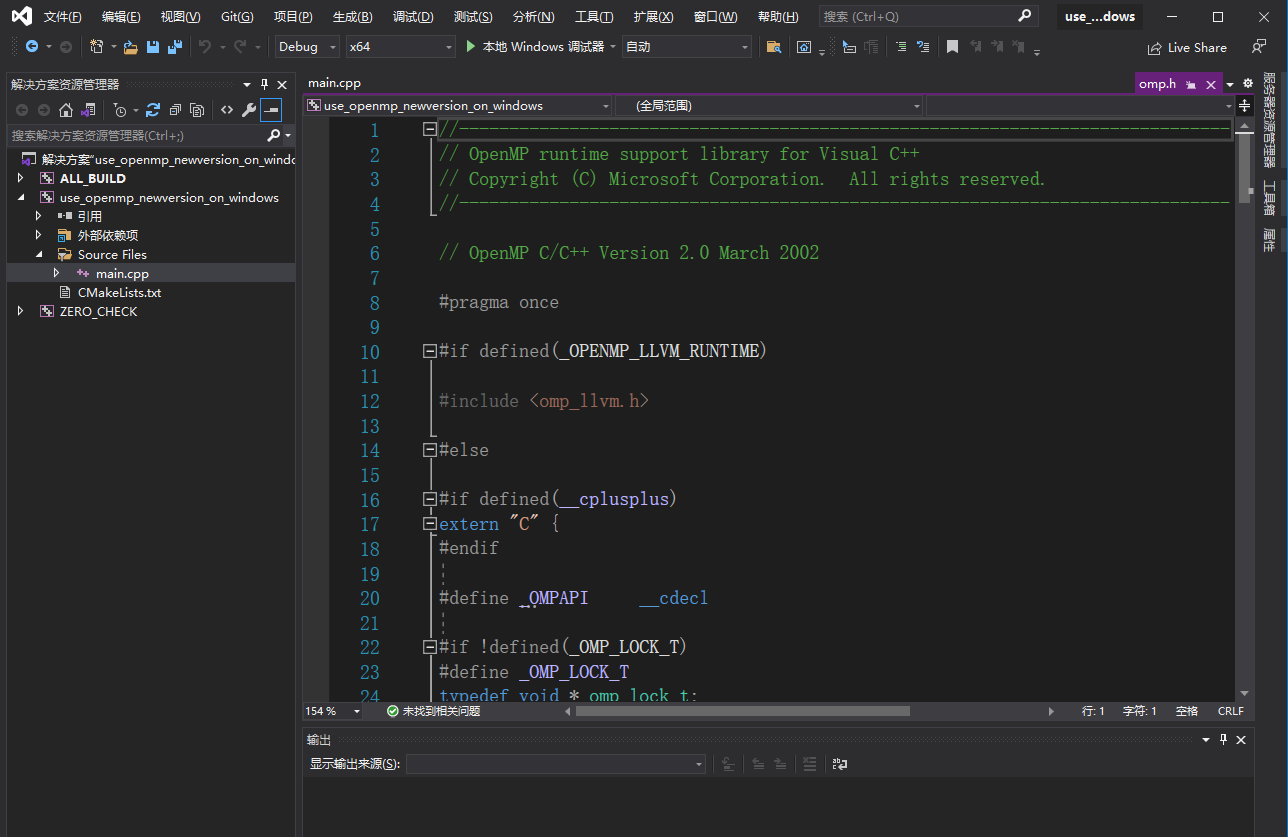 文件(F) 编辑(E) 视图(V) Git(G) 项目(P) 生成(B) 调试(D) 测试(S) 分析(N) 工具(T) 扩展(X) 窗口(W) 帮助(H) 搜索 (Ctrl+Q) use_...dows
Debug x64 本地 Windows 调试器 自动 Live Share
解决方案资源管理器
搜索解决方案资源管理器(Ctrl+;)
解决方案"use_openmp_newversion_on_windo
ALL_BUILD
use_openmp_newversion_on_windows
引用
外部依赖项
Source Files
main.cpp
CMakeLists.txt
ZERO_CHECK
main.cpp omp.h
use_openmp_newversion_on_windows (全局范围)
1 //-----------------------------------------------------------------------------
2 // OpenMP runtime support library for Visual C++
3 // Copyright (C) Microsoft Corporation.  All rights reserved.
4 //-----------------------------------------------------------------------------
5
6 // OpenMP C/C++ Version 2.0 March 2002
7
8 #pragma once
9
10 #if defined(_OPENMP_LLVM_RUNTIME)
11
12 #include <omp_llvm.h>
13
14 #else
15
16 #if defined(__cplusplus)
17 extern "C" {
18 #endif
19
20 #define _OMPAPI     __cdecl
21
22 #if !defined(_OMP_LOCK_T)
23 #define _OMP_LOCK_T
24 typedef void * omp_lock_t;
154 % 未找到相关问题 行: 1 字符: 1 空格 CRLF
输出
显示输出来源(S):
服务器资源管理器
工具箱
属性